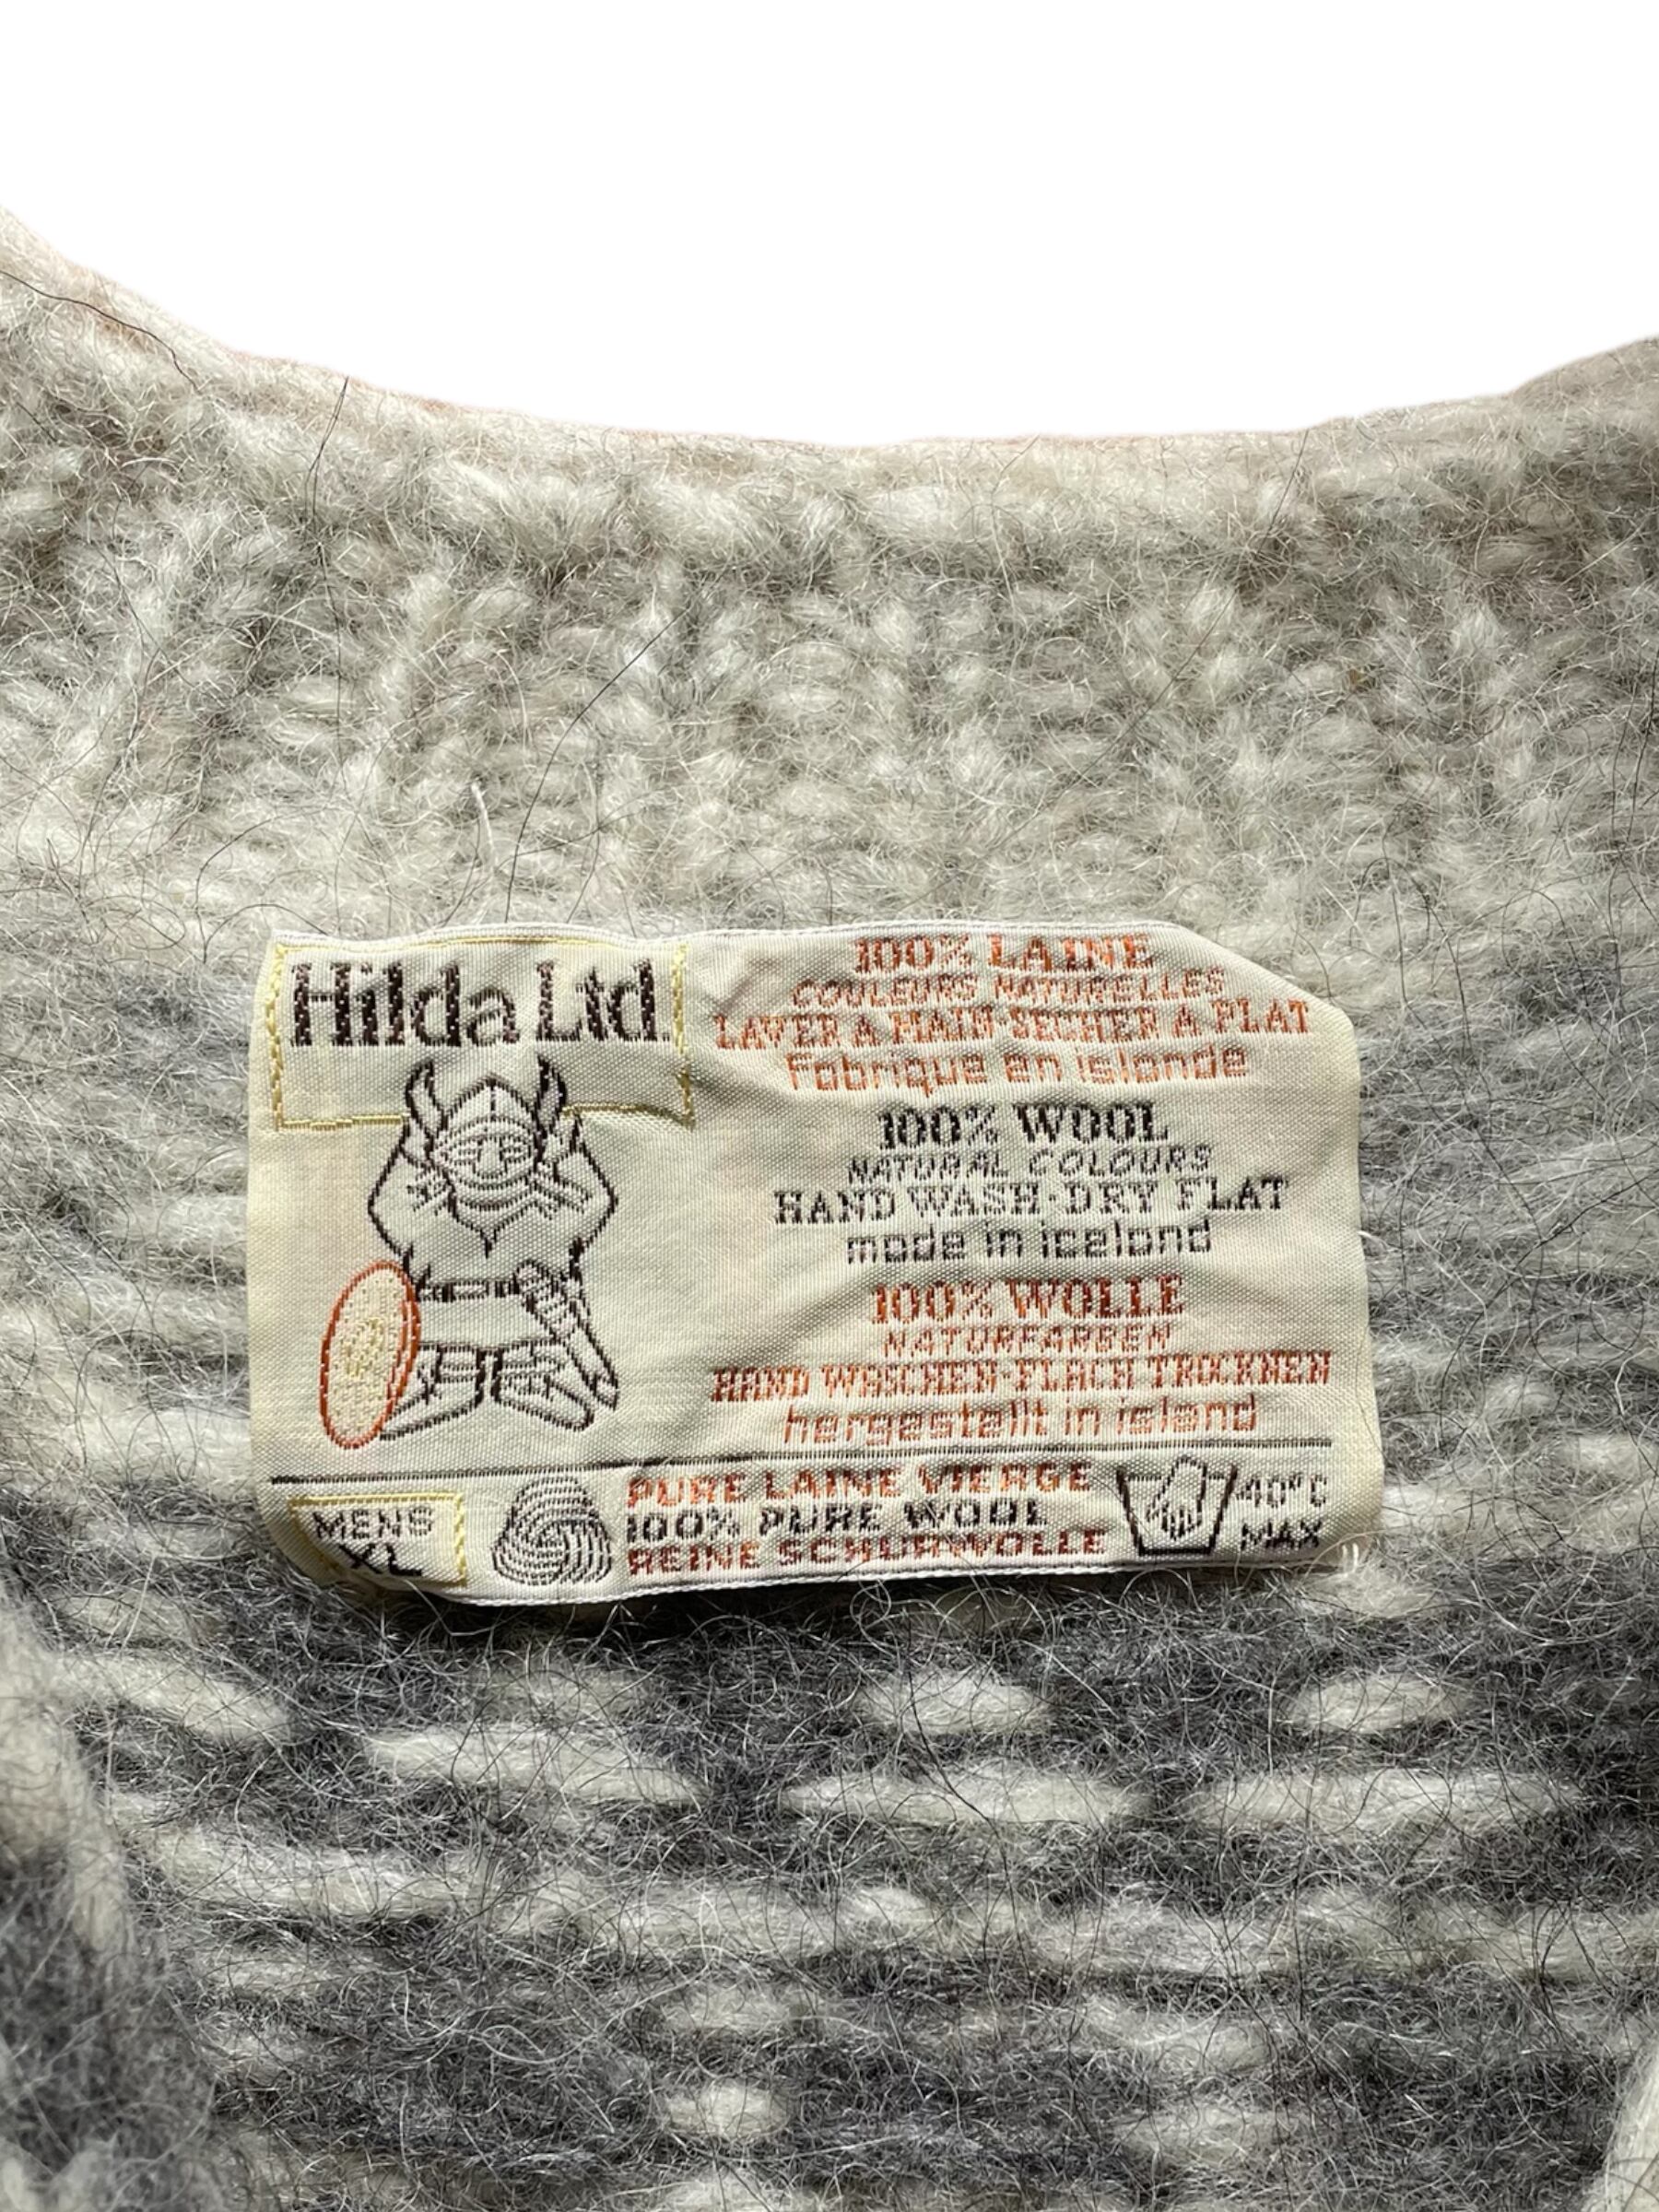 Hilda Ltd.
100% LAINE
COULEURS NATURELLES
LAVER A MAIN·SECHER A PLAT
Fabrique en islande
100% WOOL
NATURAL COLOURS
HAND WASH·DRY FLAT
made in iceland
100% WOLLE
NATURFARBEN
HAND WASCHEN·FLACH TROCKNEN
hergestellt in island
MENS
XL
PURE LAINE VIERGE
100% PURE WOOL
REINE SCHURWOLLE
40°C
MAX